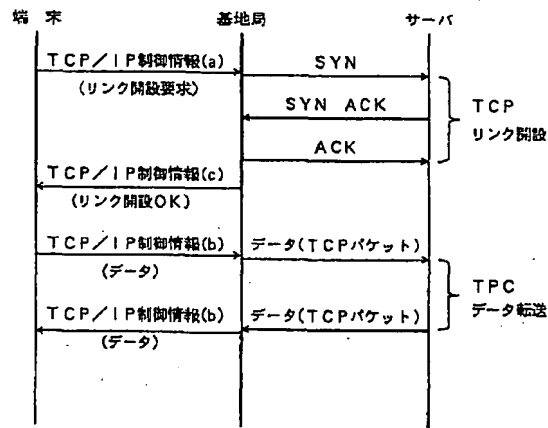 端 末 基地局 サーバ
TCP/IP制御情報(a) SYN
(リンク開設要求)
SYN ACK TCP
リンク開設
ACK
TCP/IP制御情報(c)
(リンク開設OK)
TCP/IP制御情報(b) データ(TCPパケット)
(データ)
TPC
データ転送
TCP/IP制御情報(b) データ(TCPパケット)
(データ)